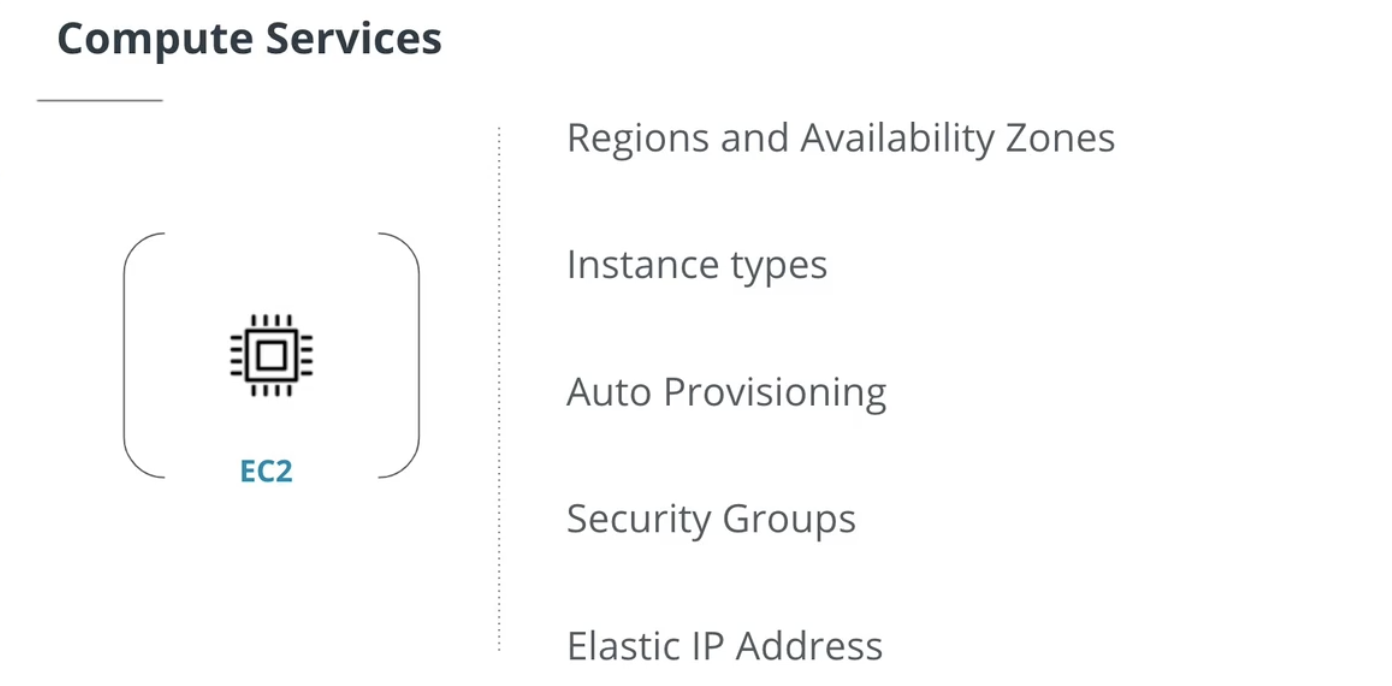 Compute Services
EC2
Regions and Availability Zones
Instance types
Auto Provisioning
Security Groups
Elastic IP Address